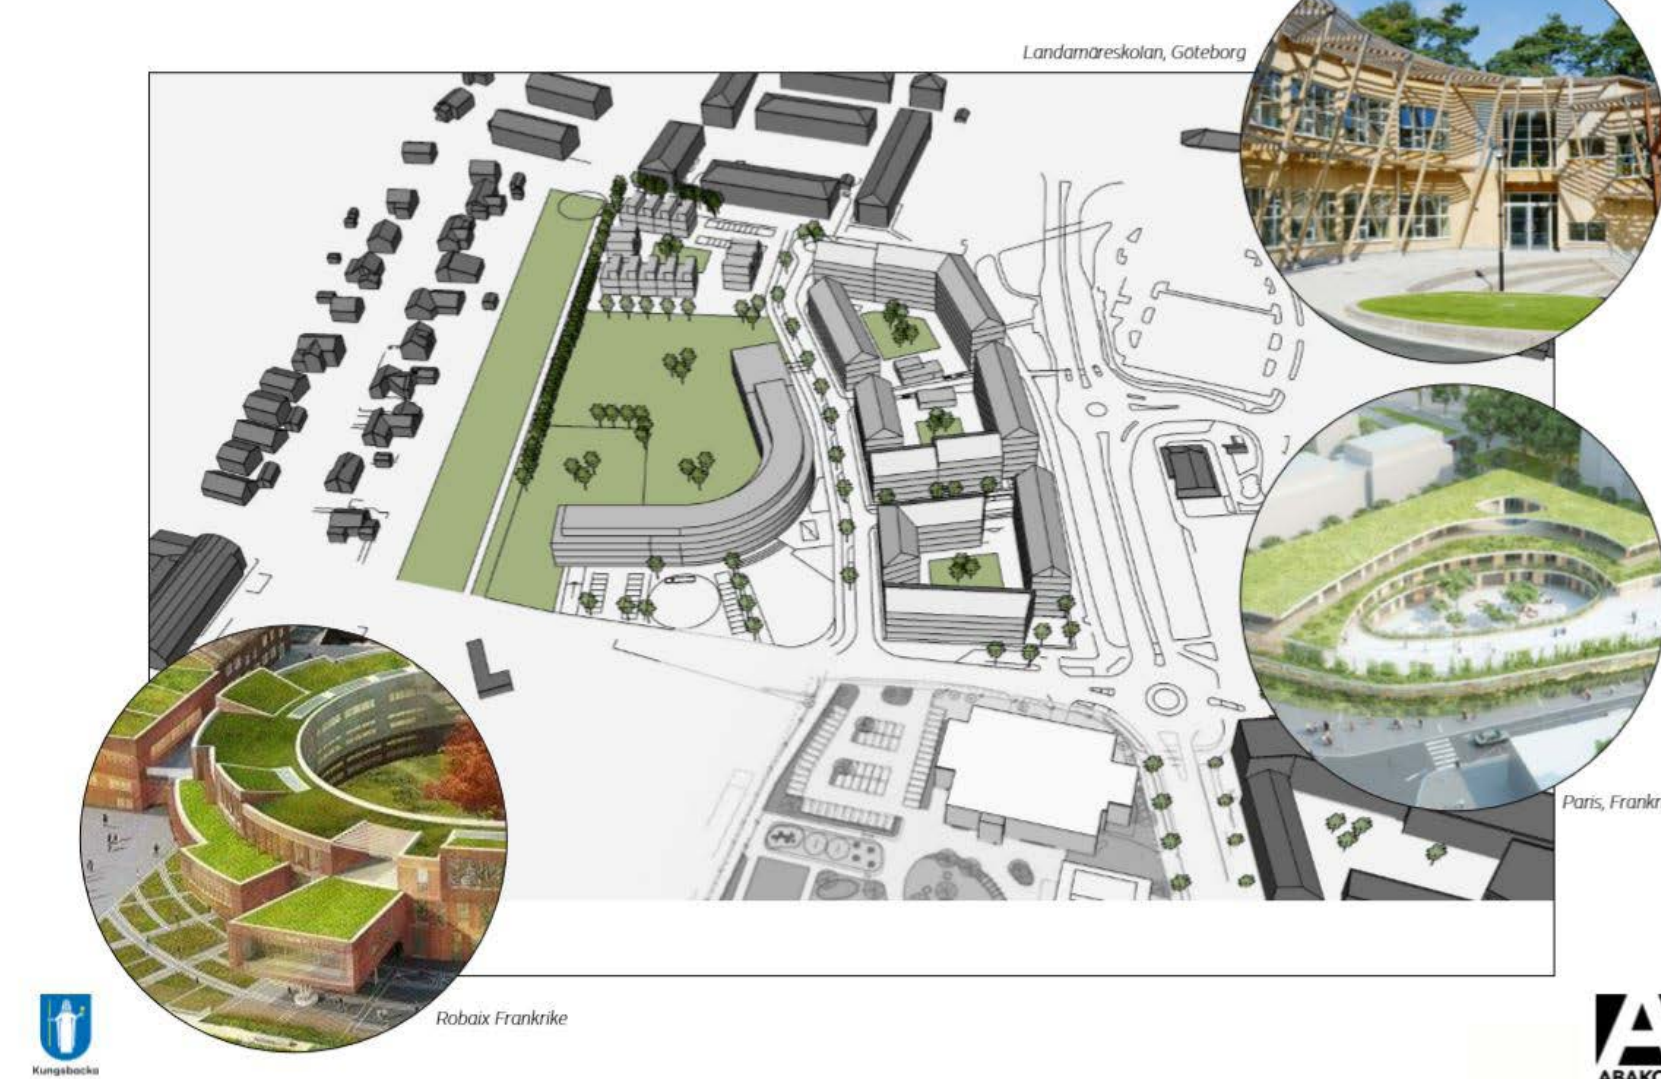 Landamäreskolan, Göteborg
Paris, Frankr
Robaix Frankrike
Kungsbacka
ABAKO